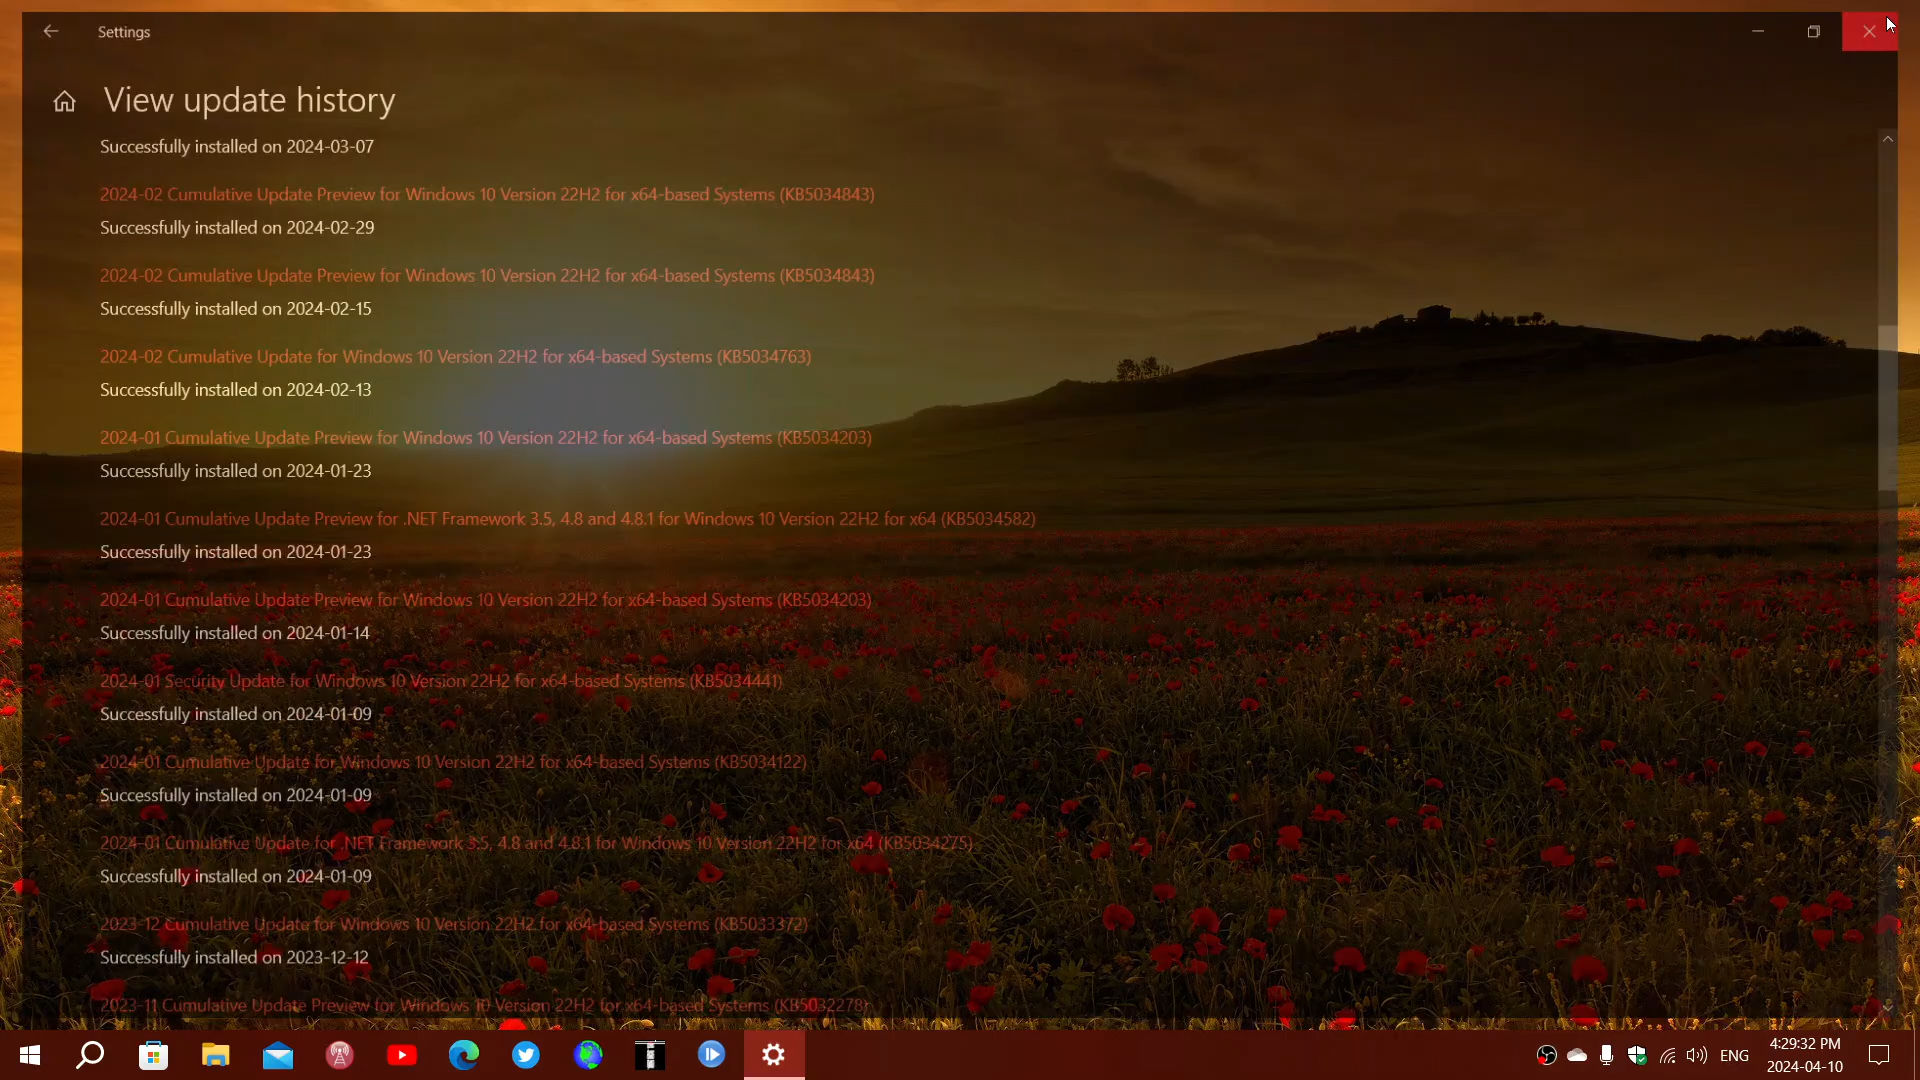 Settings
View update history
Successfully installed on 2024-03-07
2024-02 Cumulative Update Preview for Windows 10 Version 22H2 for x64-based Systems (KB5034843)
Successfully installed on 2024-02-29
2024-02 Cumulative Update Preview for Windows 10 Version 22H2 for x64-based Systems (KB5034843)
Successfully installed on 2024-02-15
2024-02 Cumulative Update for Windows 10 Version 22H2 for x64-based Systems (KB5034763)
Successfully installed on 2024-02-13
2024-01 Cumulative Update Preview for Windows 10 Version 22H2 for x64-based Systems (KB5034203)
Successfully installed on 2024-01-23
2024-01 Cumulative Update Preview for .NET Framework 3.5, 4.8 and 4.8.1 for Windows 10 Version 22H2 for x64 (KB5034582)
Successfully installed on 2024-01-23
2024-01 Cumulative Update Preview for Windows 10 Version 22H2 for x64-based Systems (KB5034203)
Successfully installed on 2024-01-14
2024-01 Security Update for Windows 10 Version 22H2 for x64-based Systems (KB5034441)
Successfully installed on 2024-01-09
2024-01 Cumulative Update for Windows 10 Version 22H2 for x64-based Systems (KB5034122)
Successfully installed on 2024-01-09
2024-01 Cumulative Update for .NET Framework 3.5, 4.8 and 4.8.1 for Windows 10 Version 22H2 for x64 (KB5034275)
Successfully installed on 2024-01-09
2023-12 Cumulative Update for Windows 10 Version 22H2 for x64-based Systems (KB5033372)
Successfully installed on 2023-12-12
2023-11 Cumulative Update Preview for Windows 10 Version 22H2 for x64-based Systems (KB5032278)
ENG
4:29:32 PM
2024-04-10